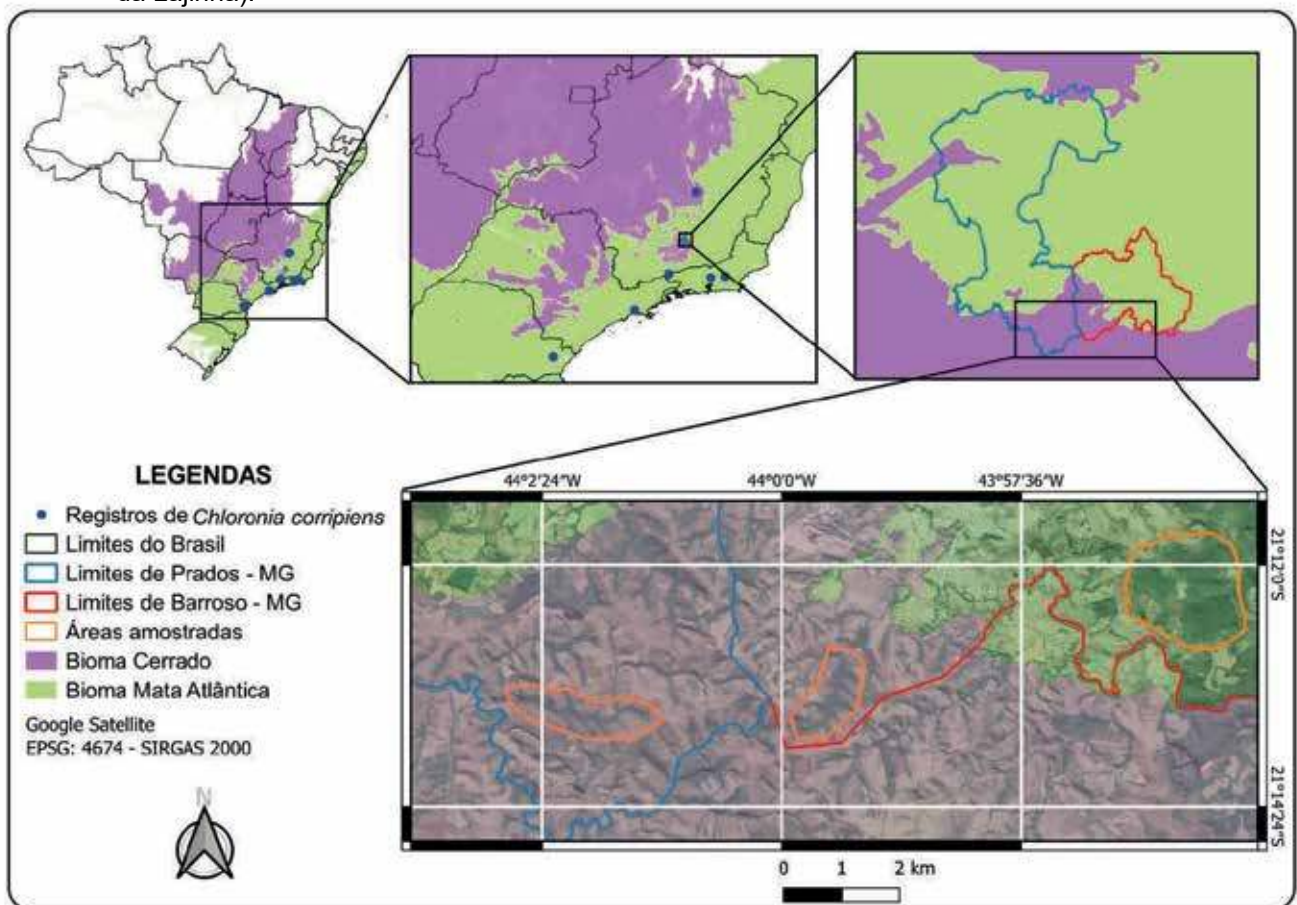 da Lajinha).
LEGENDAS
Registros de Chloronia corripiens
Limites do Brasil
Limites de Prados - MG
Limites de Barroso - MG
Áreas amostradas
Bioma Cerrado
Bioma Mata Atlântica
Google Satellite
EPSG: 4674 - SIRGAS 2000
N
44°2'24"W
44°0'0"W
43°57'36"W
21°12'0"S
21°14'24"S
0 1 2 km